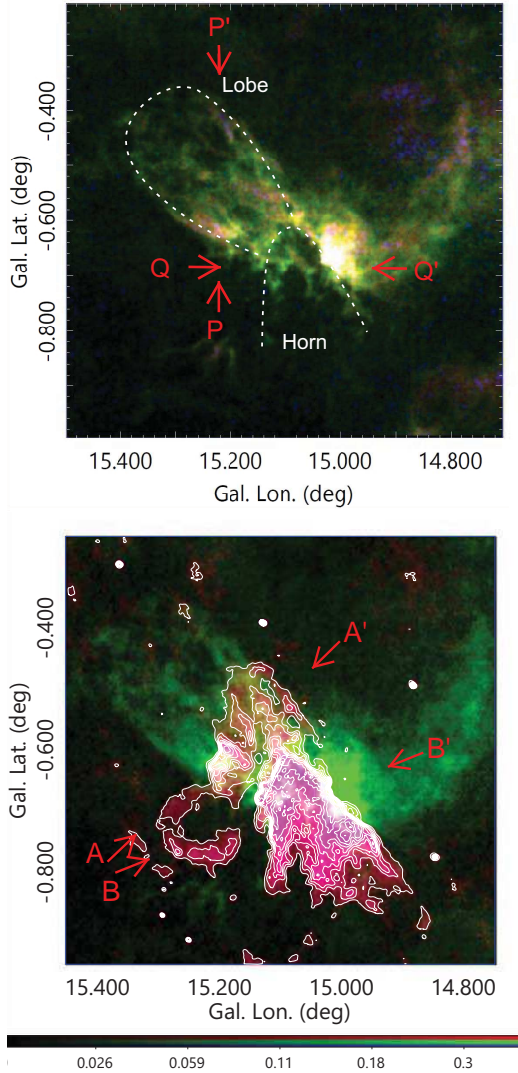 P'
Lobe
-0.400
-0.600
-0.800
Gal. Lat. (deg)
Q
Q'
P
Horn
15.400 15.200 15.000 14.800
Gal. Lon. (deg)
A'
B'
-0.400
-0.600
-0.800
Gal. Lat. (deg)
A
B
15.400 15.200 15.000 14.800
Gal. Lon. (deg)
0.026 0.059 0.11 0.18 0.3